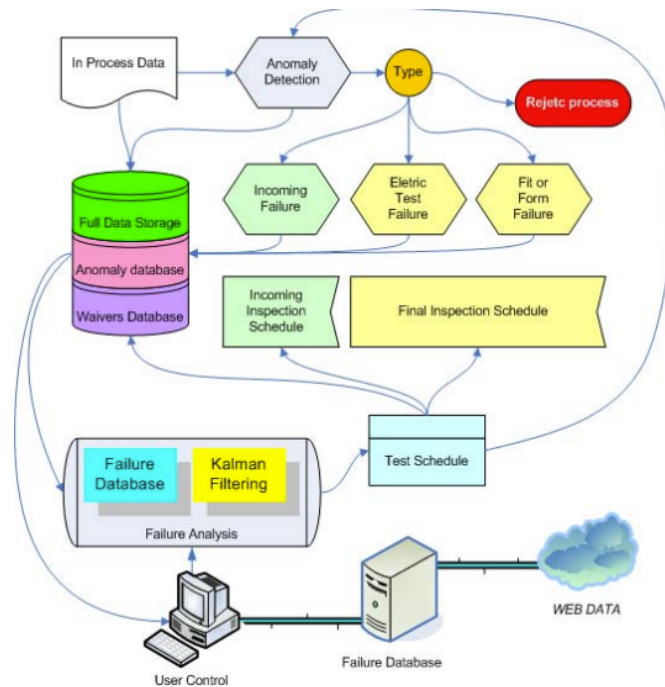 In Process Data
Anomaly
Detection
Type
Rejetc process
Full Data Storage
Anomaly database
Waivers Database
Incoming
Failure
Eletric
Test
Failure
Fit or
Form
Failure
Incoming
Inspection
Schedule
Final Inspection Schedule
Test Schedule
Failure
Database
Kalman
Filtering
Failure Analysis
User Control
Failure Database
WEB DATA